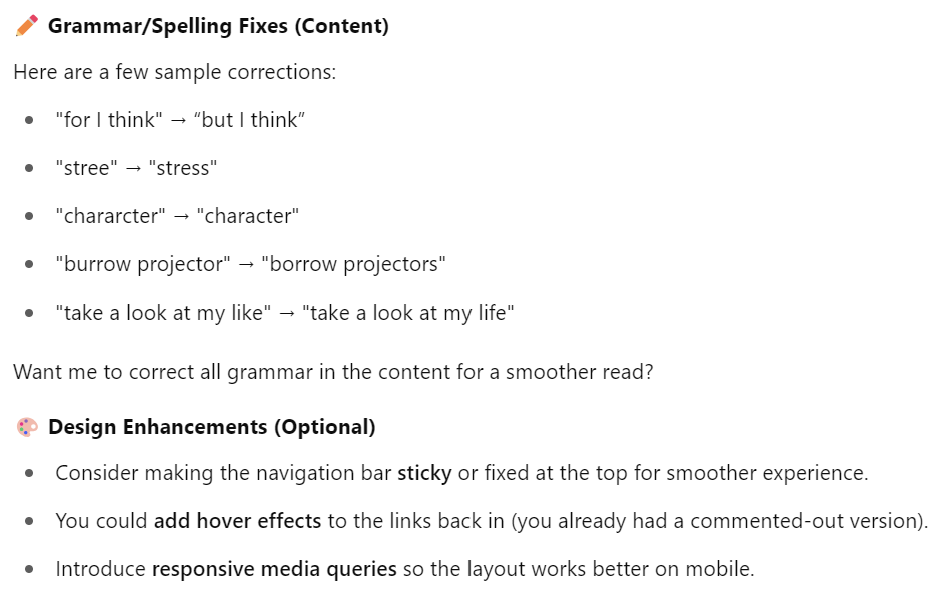 Grammar/Spelling Fixes (Content)
Here are a few sample corrections:
"for I think" → “but I think”
"stree" → "stress"
"chararcter" → "character"
"burrow projector" → "borrow projectors"
"take a look at my like" → "take a look at my life"
Want me to correct all grammar in the content for a smoother read?
Design Enhancements (Optional)
Consider making the navigation bar sticky or fixed at the top for smoother experience.
You could add hover effects to the links back in (you already had a commented-out version).
Introduce responsive media queries so the layout works better on mobile.